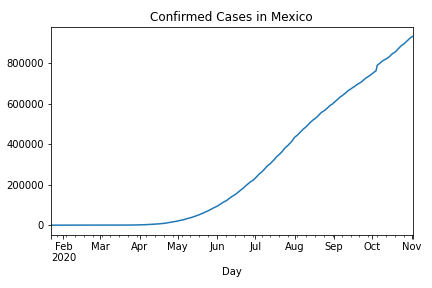 Confirmed Cases in Mexico
800000
600000
400000
200000
0
Feb Mar Apr May Jun Jul Aug Sep Oct Nov
2020
Day